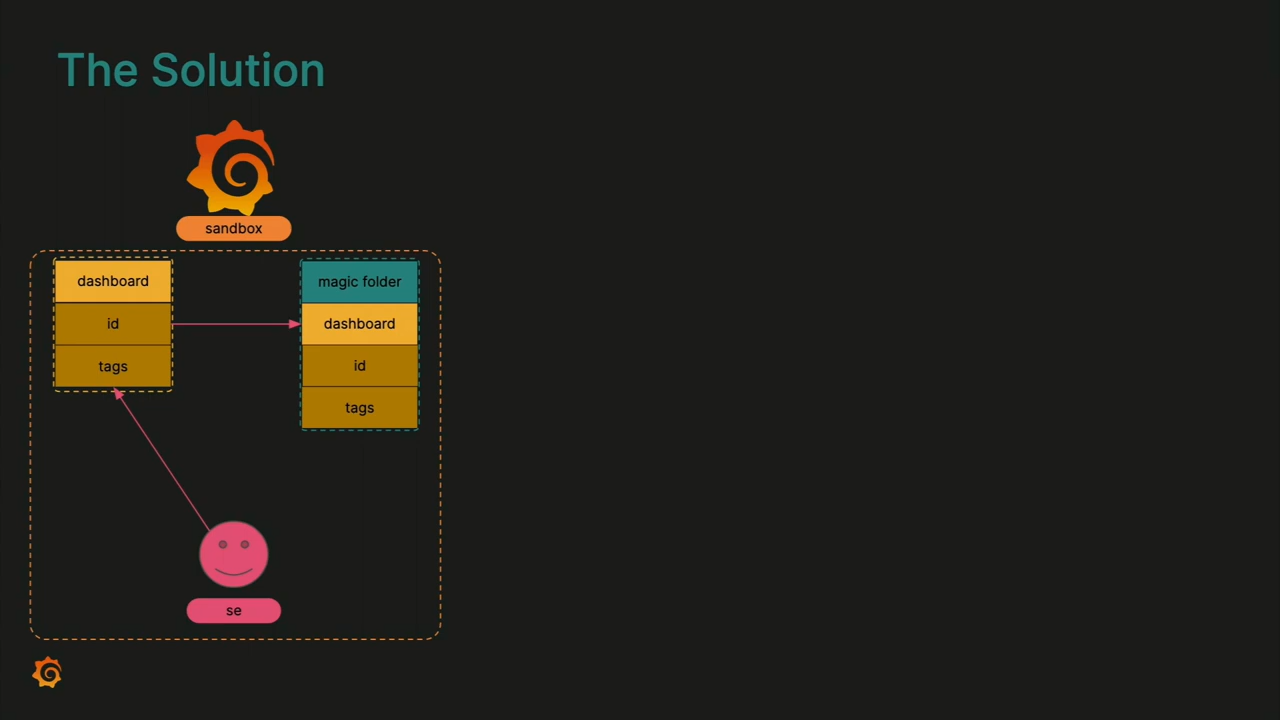 The Solution
sandbox
dashboard
id
tags
magic folder
dashboard
id
tags
se